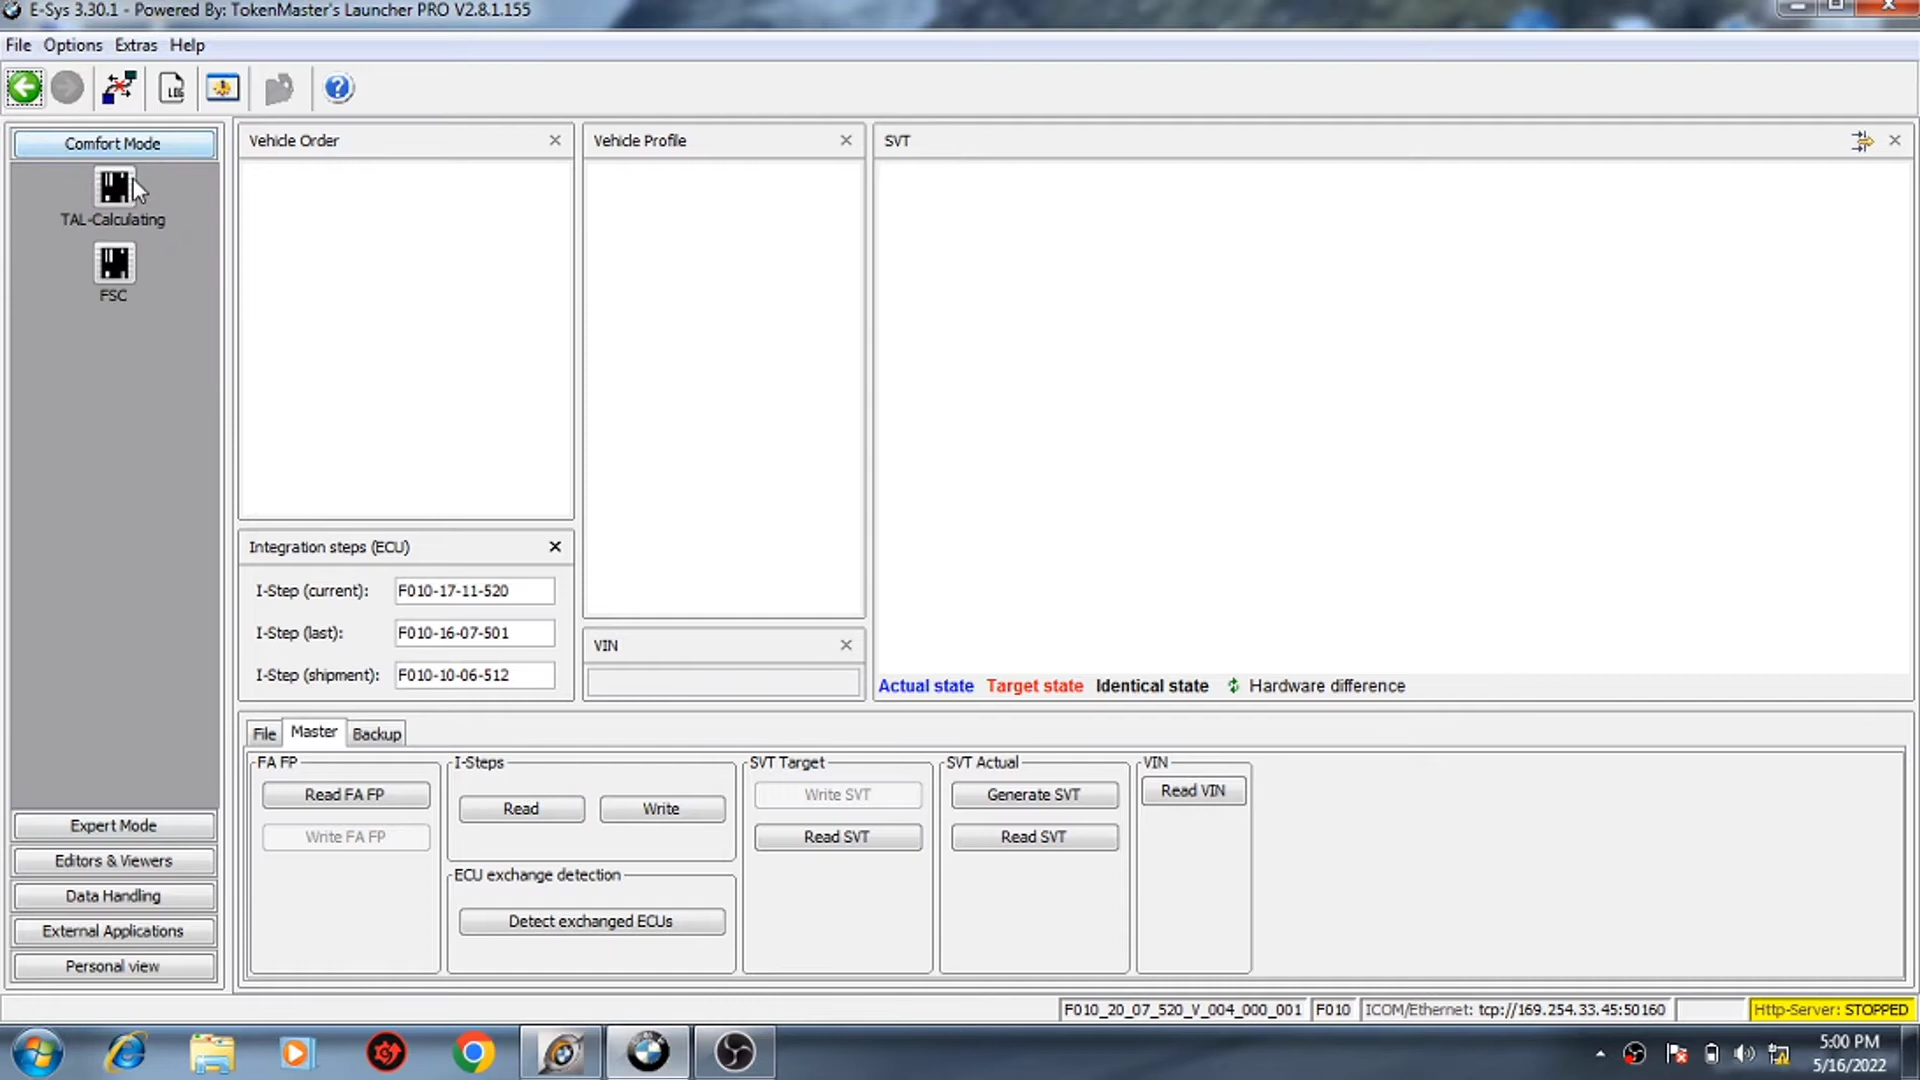 E-Sys 3.30.1 - Powered By: TokenMaster's Launcher PRO V2.8.1.155
File Options Extras Help
LOG
?
Comfort Mode
TAL-Calculating
FSC
Expert Mode
Editors & Viewers
Data Handling
External Applications
Personal view
Vehicle Order
Integration steps (ECU)
I-Step (current): F010-17-11-520
I-Step (last): F010-16-07-501
I-Step (shipment): F010-10-06-512
Vehicle Profile
VIN
SVT
Actual state Target state Identical state Hardware difference
File Master Backup
FA FP
Read FA FP
Write FA FP
I-Steps
Read Write
ECU exchange detection
Detect exchanged ECUs
SVT Target
Write SVT
Read SVT
SVT Actual
Generate SVT
Read SVT
VIN
Read VIN
F010_20_07_520_V_004_000_001 F010 ICOM/Ethernet: tcp://169.254.33.45:50160 Http-Server: STOPPED
5:00 PM
5/16/2022